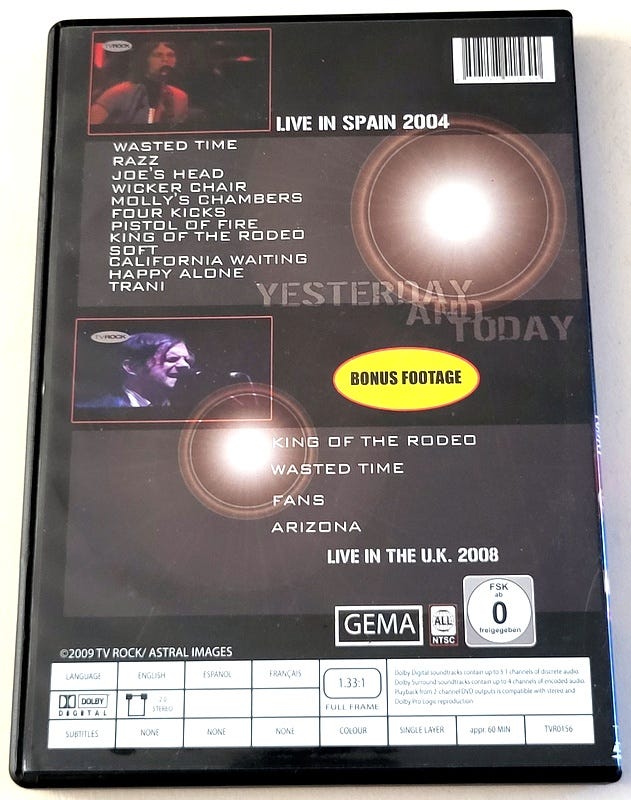 TV ROCK
LIVE IN SPAIN 2004
WASTED TIME
RAZZ
JOE'S HEAD
WICKER CHAIR
MOLLY'S CHAMBERS
FOUR KICKS
PISTOL OF FIRE
KING OF THE RODEO
SOFT
CALIFORNIA WAITING
HAPPY ALONE
TRANI
YESTERDAY
AND
TODAY
TV ROCK
BONUS FOOTAGE
KING OF THE RODEO
WASTED TIME
FANS
ARIZONA
LIVE IN THE U.K. 2008
GEMA
ALL
NTSC
FSK
ab
0
freigegeben
©2009 TV ROCK/ ASTRAL IMAGES
LANGUAGE ENGLISH ESPANOL FRANÇAIS
1.33:1
FULL FRAME
Dolby Digital soundtracks contain up to 5.1 channels of discrete audio.
Dolby Surround soundtracks contain up to 4 channels of encoded audio.
Playback from 2 channel DVD outputs is compatible with stereo and
Dolby Pro Logic reproduction
DOLBY
DIGITAL
2.0
STEREO
SUBTITLES NONE NONE NONE COLOUR SINGLE LAYER appr. 60 MIN TVR0156